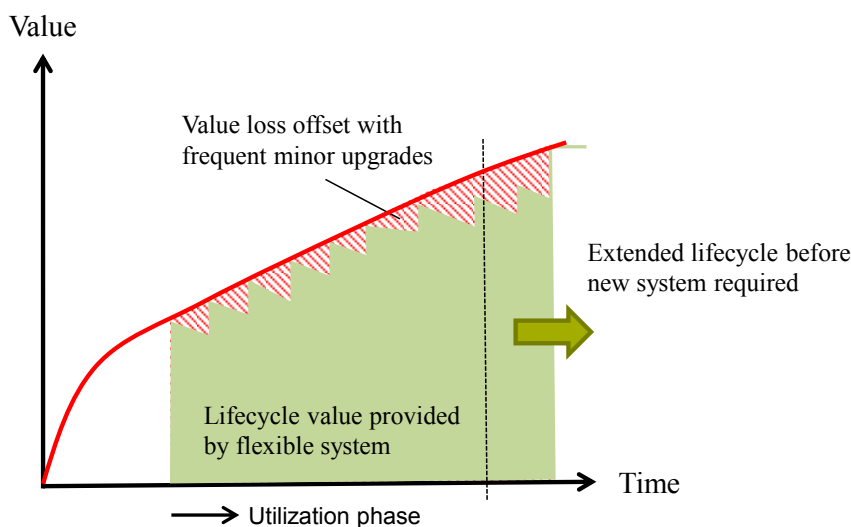 Value
Value loss offset with
frequent minor upgrades
Extended lifecycle before
new system required
Lifecycle value provided
by flexible system
Time
Utilization phase